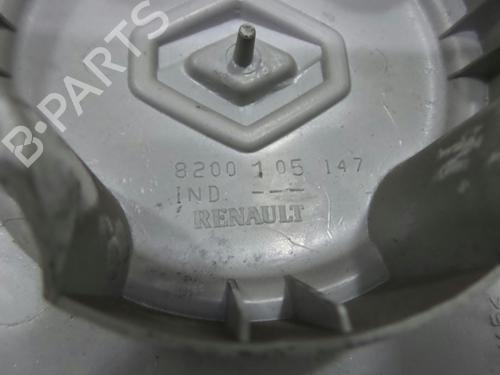 B-PARTS
8200 105 147
IND. ---
RENAULT